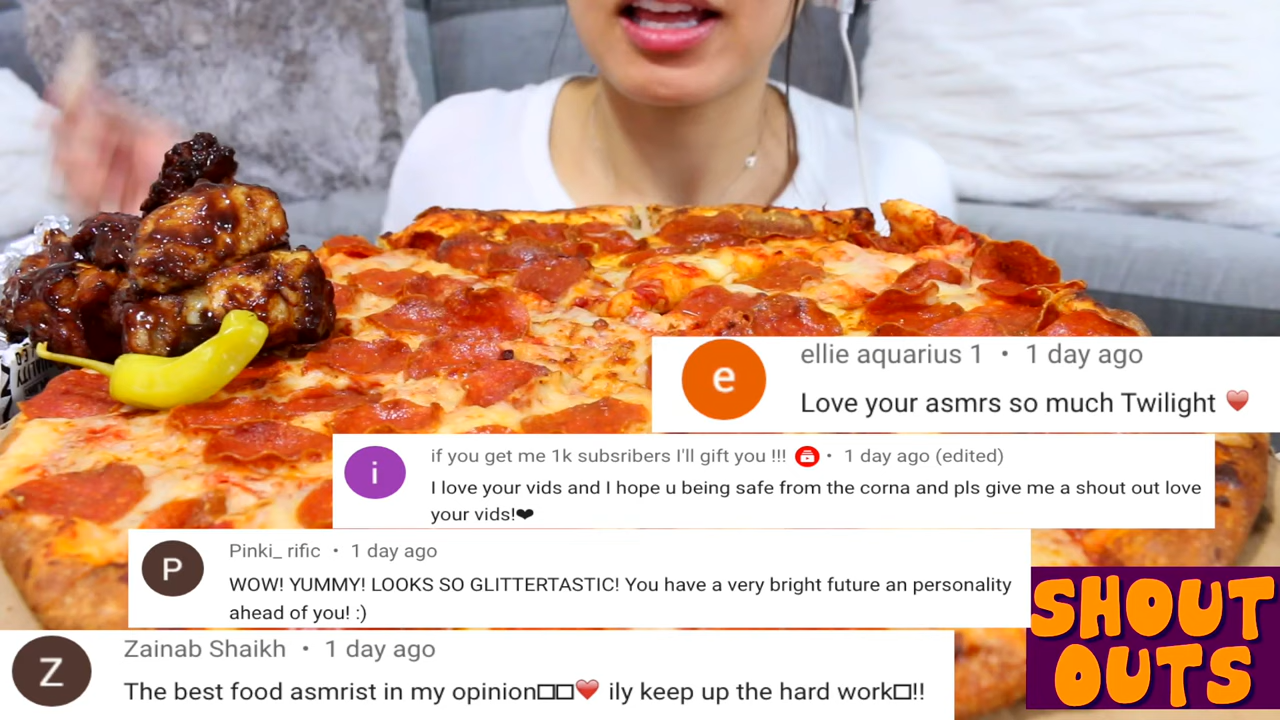 ellie aquarius 1 • 1 day ago
Love your asmrs so much Twilight ♥️
if you get me 1k subsribers I'll gift you !!! • 1 day ago (edited)
I love your vids and I hope u being safe from the corna and pls give me a shout out love
your vids!❤
Pinki_ rific • 1 day ago
WOW! YUMMY! LOOKS SO GLITTERTASTIC! You have a very bright future an personality
ahead of you! :)
Zainab Shaikh • 1 day ago
The best food asmrist in my opinion□□♥️ ily keep up the hard work□!!
e
i
P
Z
SHOUT
OUTS